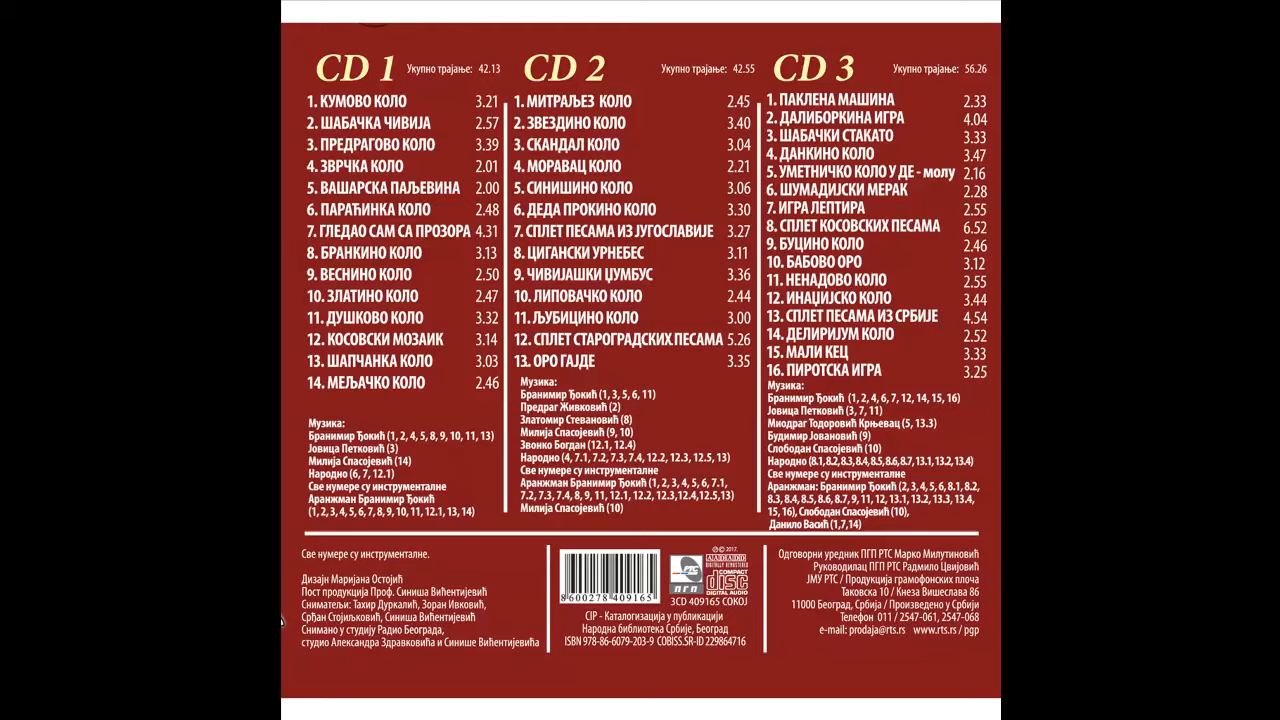 CD 1 Укупно трајање: 42.13
1. КУМОВО КОЛО 3.21
2. ШАБАЧКА ЧИВИЈА 2.57
3. ПРЕДРАГОВО КОЛО 3.39
4. ЗВРЧКА КОЛО 2.01
5. ВАШАРСКА ПАЉЕВИНА 2.00
6. ПАРАЋИНКА КОЛО 2.48
7. ГЛЕДАО САМ СА ПРОЗОРА 4.31
8. БРАНКИНО КОЛО 3.13
9. ВЕСНИНО КОЛО 2.50
10. ЗЛАТИНО КОЛО 2.47
11. ДУШКОВО КОЛО 3.32
12. КОСОВСКИ МОЗАИК 3.14
13. ШАПЧАНКА КОЛО 3.03
14. МЕЉАЧКО КОЛО 2.46
Музика:
Бранимир Ђокић (1, 2, 4, 5, 8, 9, 10, 11, 13)
Јовица Петковић (3)
Милија Спасојевић (14)
Народно (6, 7, 12.1)
Све нумере су инструменталне
Аранжман Бранимир Ђокић
(1, 2, 3, 4, 5, 6, 7, 8, 9, 10, 11, 12.1, 13, 14)
CD 2 Укупно трајање: 42.55
1. МИТРАЉЕЗ КОЛО 2.45
2. ЗВЕЗДИНО КОЛО 3.40
3. СКАНДАЛ КОЛО 3.04
4. МОРАВАЦ КОЛО 2.21
5. СИНИШИНО КОЛО 3.06
6. ДЕДА ПРОКИНО КОЛО 3.30
7. СПЛЕТ ПЕСАМА ИЗ ЈУГОСЛАВИЈЕ 3.27
8. ЦИГАНСКИ УРНЕБЕС 3.11
9. ЧИВИЈАШКИ ЏУМБУС 3.36
10. ЛИПОВАЧКО КОЛО 2.44
11. ЉУБИЦИНО КОЛО 3.00
12. СПЛЕТ СТАРОГРАДСКИХ ПЕСАМА 5.26
13. ОРО ГАЈДЕ 3.35
Музика:
Бранимир Ђокић (1, 3, 5, 6, 11)
Предраг Живковић (2)
Златомир Стевановић (8)
Милија Спасојевић (9, 10)
Звонко Богдан (12.1, 12.4)
Народно (4, 7.1, 7.2, 7.3, 7.4, 12.2, 12.3, 12.5, 13)
Све нумере су инструменталне
Аранжман Бранимир Ђокић (1, 2, 3, 4, 5, 6, 7.1,
7.2, 7.3, 7.4, 8, 9, 11, 12.1, 12.2, 12.3,12.4,12.5,13)
Милија Спасојевић (10)
CD 3 Укупно трајање: 56.26
1. ПАКЛЕНА МАШИНА 2.33
2. ДАЛИБОРКИНА ИГРА 4.04
3. ШАБАЧКИ СТАКАТО 3.33
4. ДАНКИНО КОЛО 3.47
5. УМЕТНИЧКО КОЛО У ДЕ - молу 2.16
6. ШУМАДИЈСКИ МЕРАК 2.28
7. ИГРА ЛЕПТИРА 2.55
8. СПЛЕТ КОСОВСКИХ ПЕСАМА 6.52
9. БУЦИНО КОЛО 2.46
10. БАБОВО ОРО 3.12
11. НЕНАДОВО КОЛО 2.55
12. ИНАЏИЈСКО КОЛО 3.44
13. СПЛЕТ ПЕСАМА ИЗ СРБИЈЕ 4.54
14. ДЕЛИРИЈУМ КОЛО 2.52
15. МАЛИ КЕЦ 3.33
16. ПИРОТСКА ИГРА 3.25
Музика:
Бранимир Ђокић (1, 2, 4, 6, 7, 12, 14, 15, 16)
Јовица Петковић (3, 7, 11)
Миодраг Тодоровић Крњевац (5, 13.3)
Будимир Јовановић (9)
Слободан Спасојевић (10)
Народно (8.1, 8.2, 8.3, 8.4, 8.5, 8.6, 8.7, 13.1, 13.2, 13.4)
Све нумере су инструменталне
Аранжман: Бранимир Ђокић (2, 3, 4, 5, 6, 8.1, 8.2,
8.3, 8.4, 8.5, 8.6, 8.7, 9, 11, 12, 13.1, 13.2, 13.3, 13.4,
15, 16), Слободан Спасојевић (10),
Данило Васић (1,7,14)
Све нумере су инструменталне.
Дизајн Маријана Остојић
Пост продукција Проф. Синиша Вићентијевић
Сниматељи: Тахир Дуркалић, Зоран Ивковић,
Срђан Стојиљковић, Синиша Вићентијевић
Снимано у студију Радио Београда,
студио Александра Здравковића и Синише Вићентијевића
8600278 409165
РТС
ПГП
℗© 2017.
AAD ADD
DIGITALLY REMASTERED
COMPACT
disc
DIGITAL AUDIO
3CD 409165 СОКОЈ
CIP - Каталогизација у публикацији
Народна библиотека Србије, Београд
ISBN 978-86-6079-203-9 COBISS.SR-ID 229864716
Одговорни уредник ПГП РТС Марко Милутиновић
Руководилац ПГП РТС Радмило Цвијовић
ЈМУ РТС / Продукција грамофонских плоча
Таковска 10 / Кнеза Вишеслава 86
11000 Београд, Србија / Произведено у Србији
Телефон 011 / 2547-061, 2547-068
e-mail: prodaja@rts.rs www.rts.rs / pgp